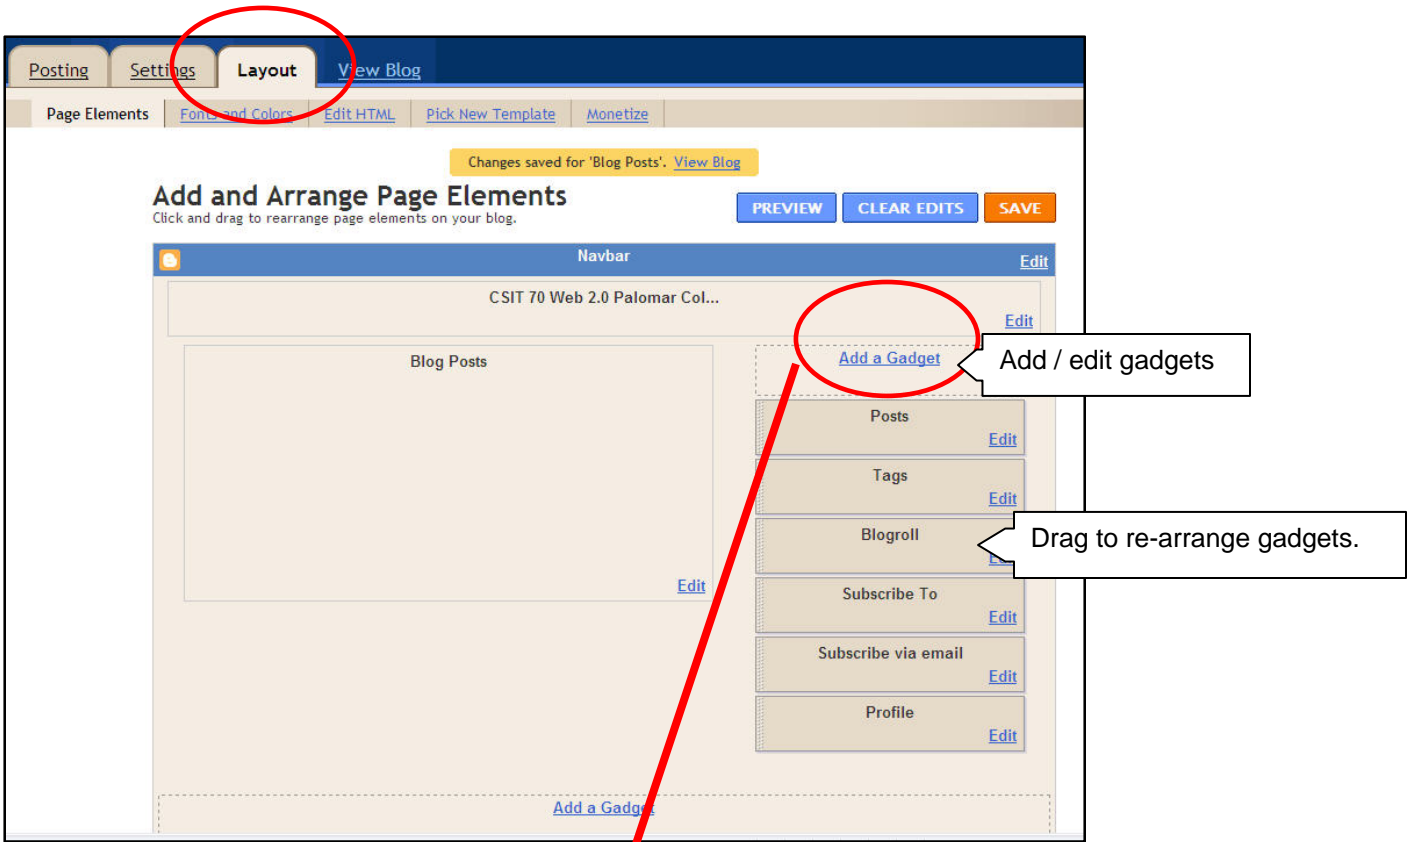 Posting Settings Layout View Blog
Page Elements Fonts and Colors Edit HTML Pick New Template Monetize
Changes saved for 'Blog Posts'. View Blog
Add and Arrange Page Elements
Click and drag to rearrange page elements on your blog.
PREVIEW CLEAR EDITS SAVE
Navbar
Edit
CSIT 70 Web 2.0 Palomar Col...
Edit
Blog Posts
Edit
Add a Gadget
Add / edit gadgets
Posts
Edit
Tags
Edit
Blogroll
Edit
Drag to re-arrange gadgets.
Subscribe To
Edit
Subscribe via email
Edit
Profile
Edit
Add a Gadget